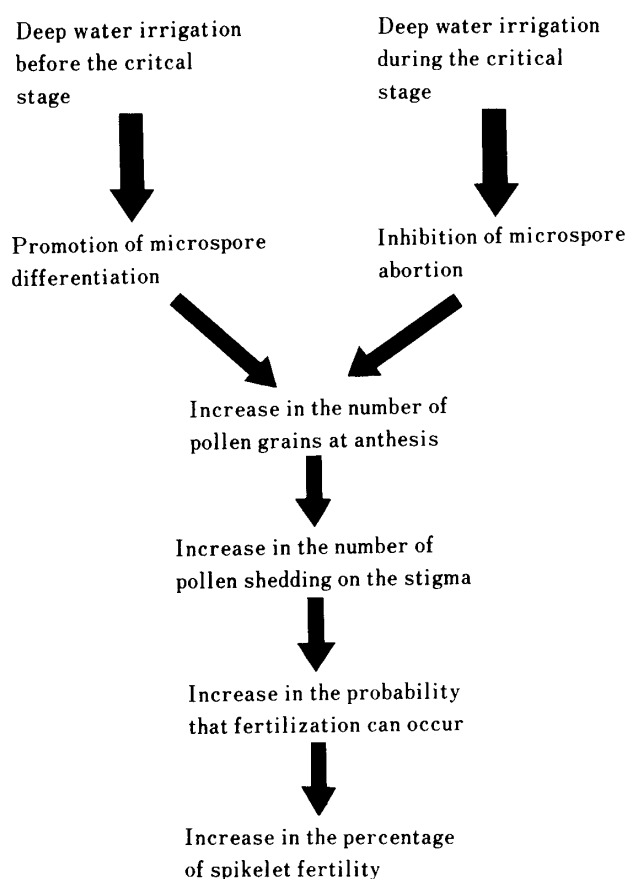 Deep water irrigation
before the critcal
stage
Deep water irrigation
during the critical
stage
Promotion of microspore
differentiation
Inhibition of microspore
abortion
Increase in the number of
pollen grains at anthesis
Increase in the number of
pollen shedding on the stigma
Increase in the probability
that fertilization can occur
Increase in the percentage
of spikelet fertility